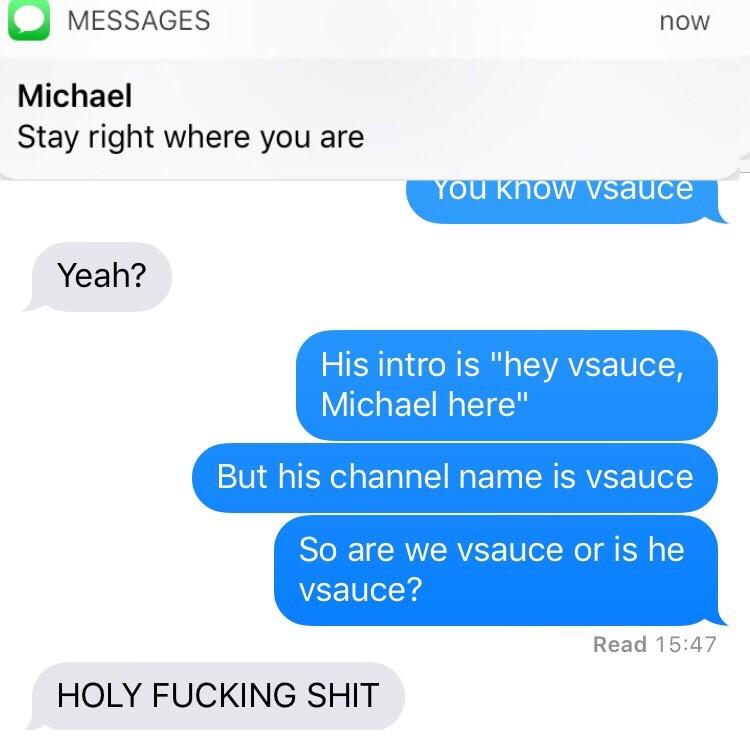 MESSAGES now
Michael
Stay right where you are
You know vsauce
Yeah?
His intro is "hey vsauce,
Michael here"
But his channel name is vsauce
So are we vsauce or is he
vsauce?
Read 15:47
HOLY FUCKING SHIT